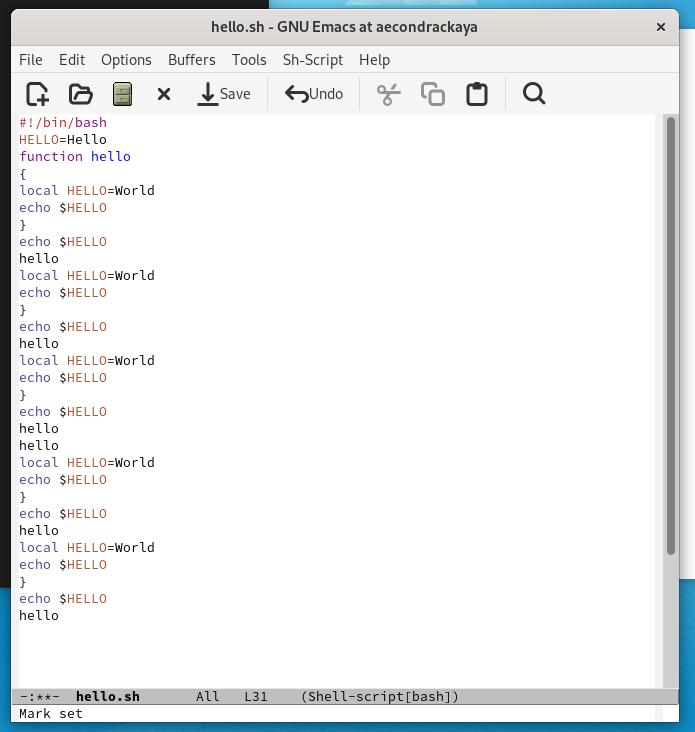 hello.sh - GNU Emacs at aecondrackaya
File Edit Options Buffers Tools Sh-Script Help
Save Undo
#!/bin/bash
HELLO=Hello
function hello
{
local HELLO=World
echo $HELLO
}
echo $HELLO
hello
local HELLO=World
echo $HELLO
}
echo $HELLO
hello
local HELLO=World
echo $HELLO
}
echo $HELLO
hello
hello
local HELLO=World
echo $HELLO
}
echo $HELLO
hello
local HELLO=World
echo $HELLO
}
echo $HELLO
hello
-:**- hello.sh All L31 (Shell-script[bash])
Mark set